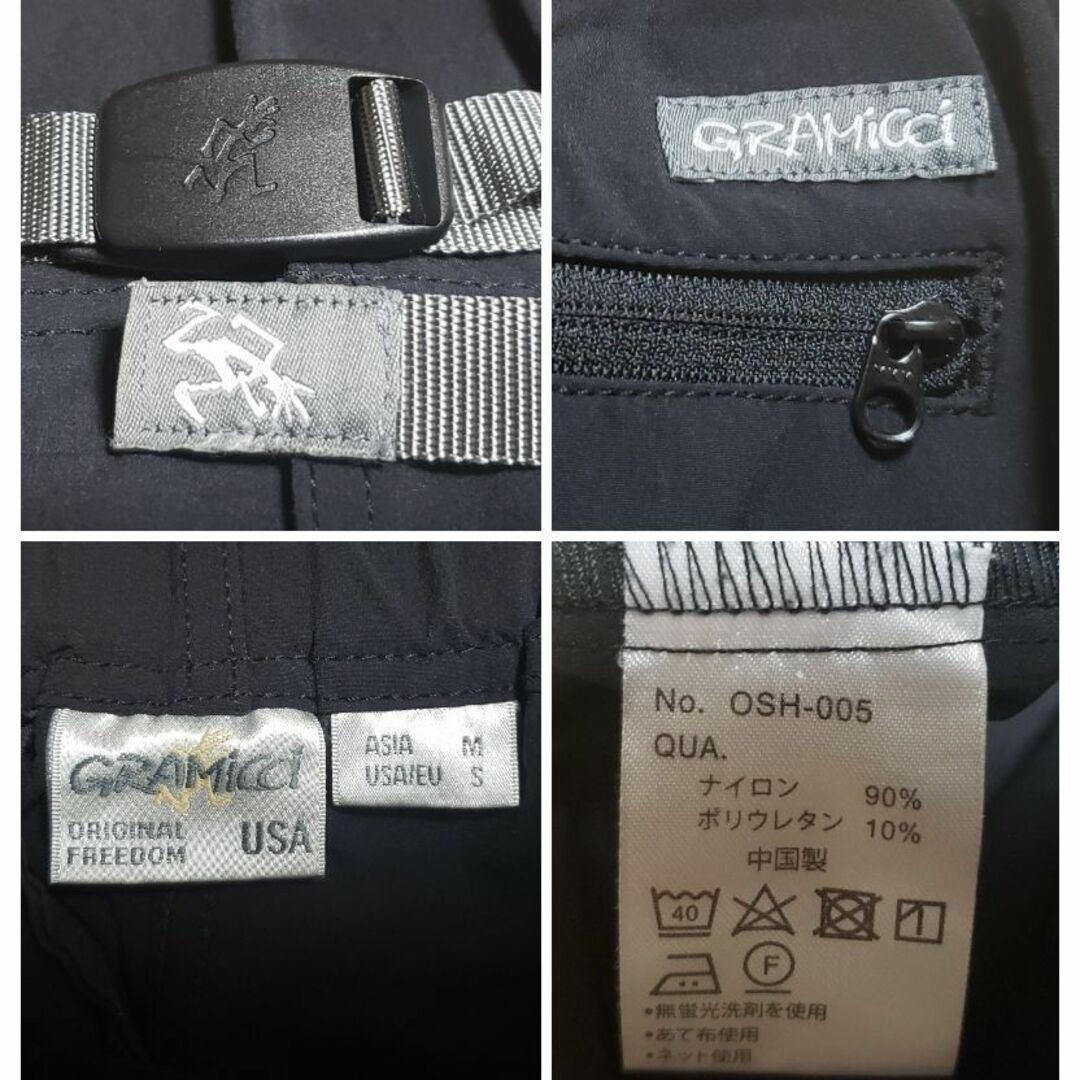 GRAMiCCi
GRAMiCCi
ORIGINAL
FREEDOM
USA
ASIA M
USA/EU S
No. OSH-005
QUA.
ナイロン 90%
ポリウレタン 10%
中国製
40
F
•無蛍光洗剤を使用
•あて布使用
•ネット使用